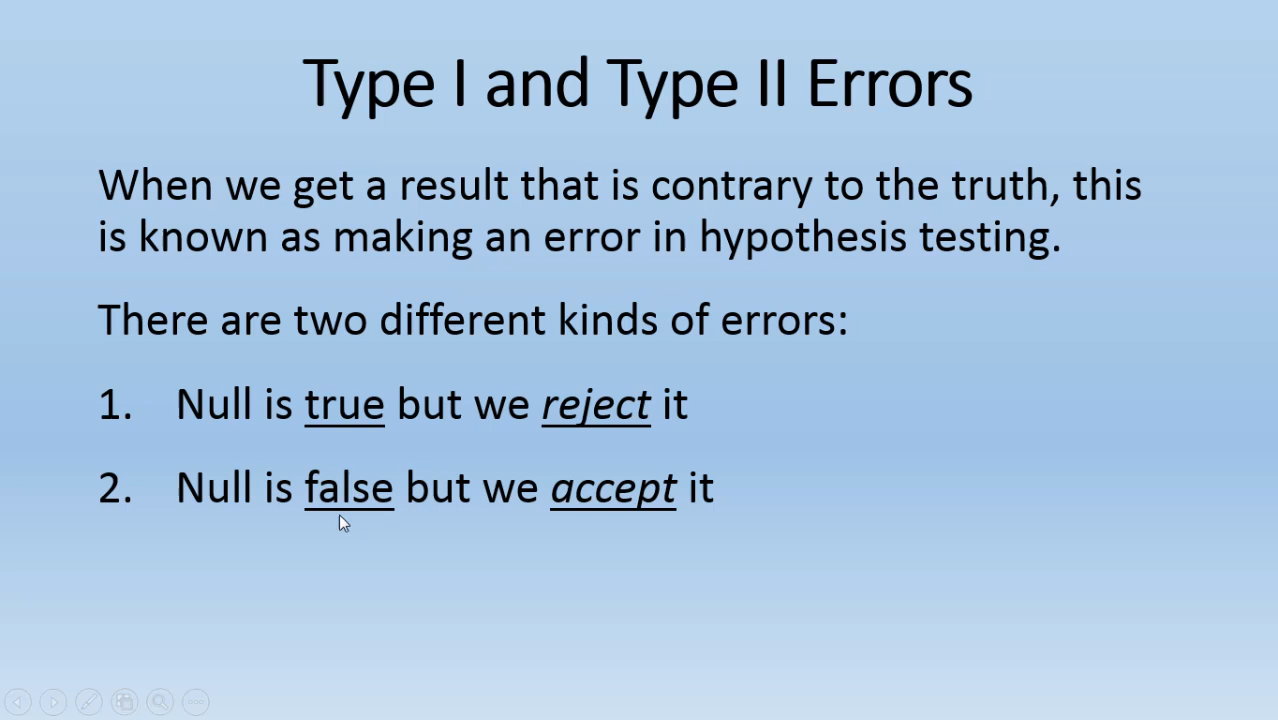 Type I and Type II Errors
When we get a result that is contrary to the truth, this
is known as making an error in hypothesis testing.
There are two different kinds of errors:
1. Null is true but we reject it
2. Null is false but we accept it